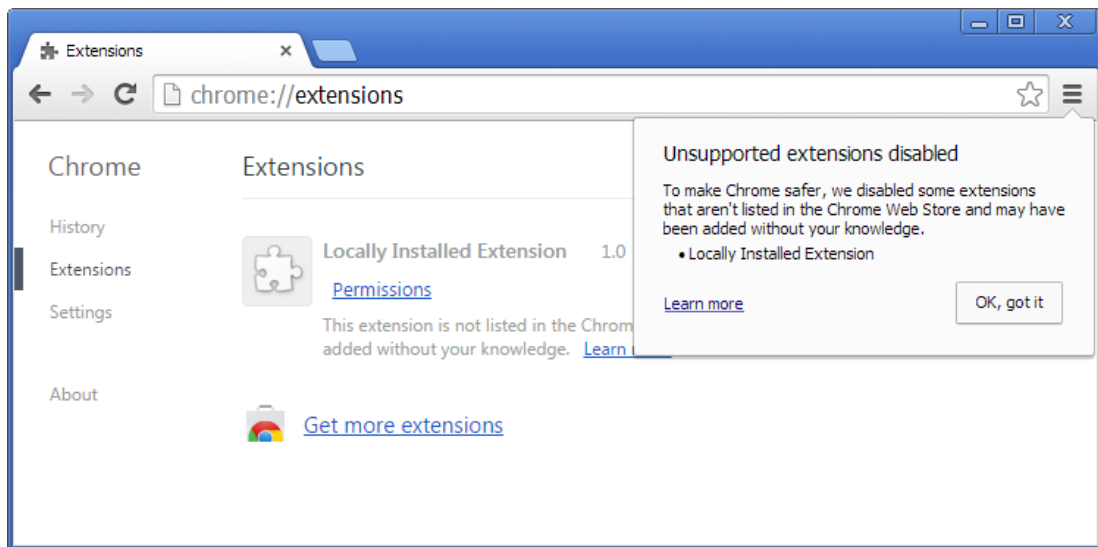 Extensions
chrome://extensions
Chrome
History
Extensions
Settings
About
Extensions
Locally Installed Extension 1.0
Permissions
This extension is not listed in the
added without your knowledge. Learn
Get more extensions
Unsupported extensions disabled
To make Chrome safer, we disabled some extensions
that aren't listed in the Chrome Web Store and may have
been added without your knowledge.
• Locally Installed Extension
Learn more
OK, got it